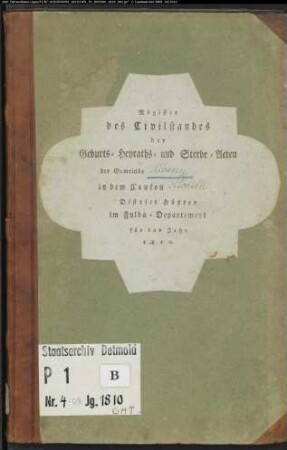 Register
des Civilstandes
der
Geburts- Heyraths- und Sterbe-Acten
der Gemeinde
in dem Canton
District Höxter
im Fulda-Departement
für das Jahr
1810.
Staatsarchiv Detmold
P 1
B
Nr. 4 Jg. 1810